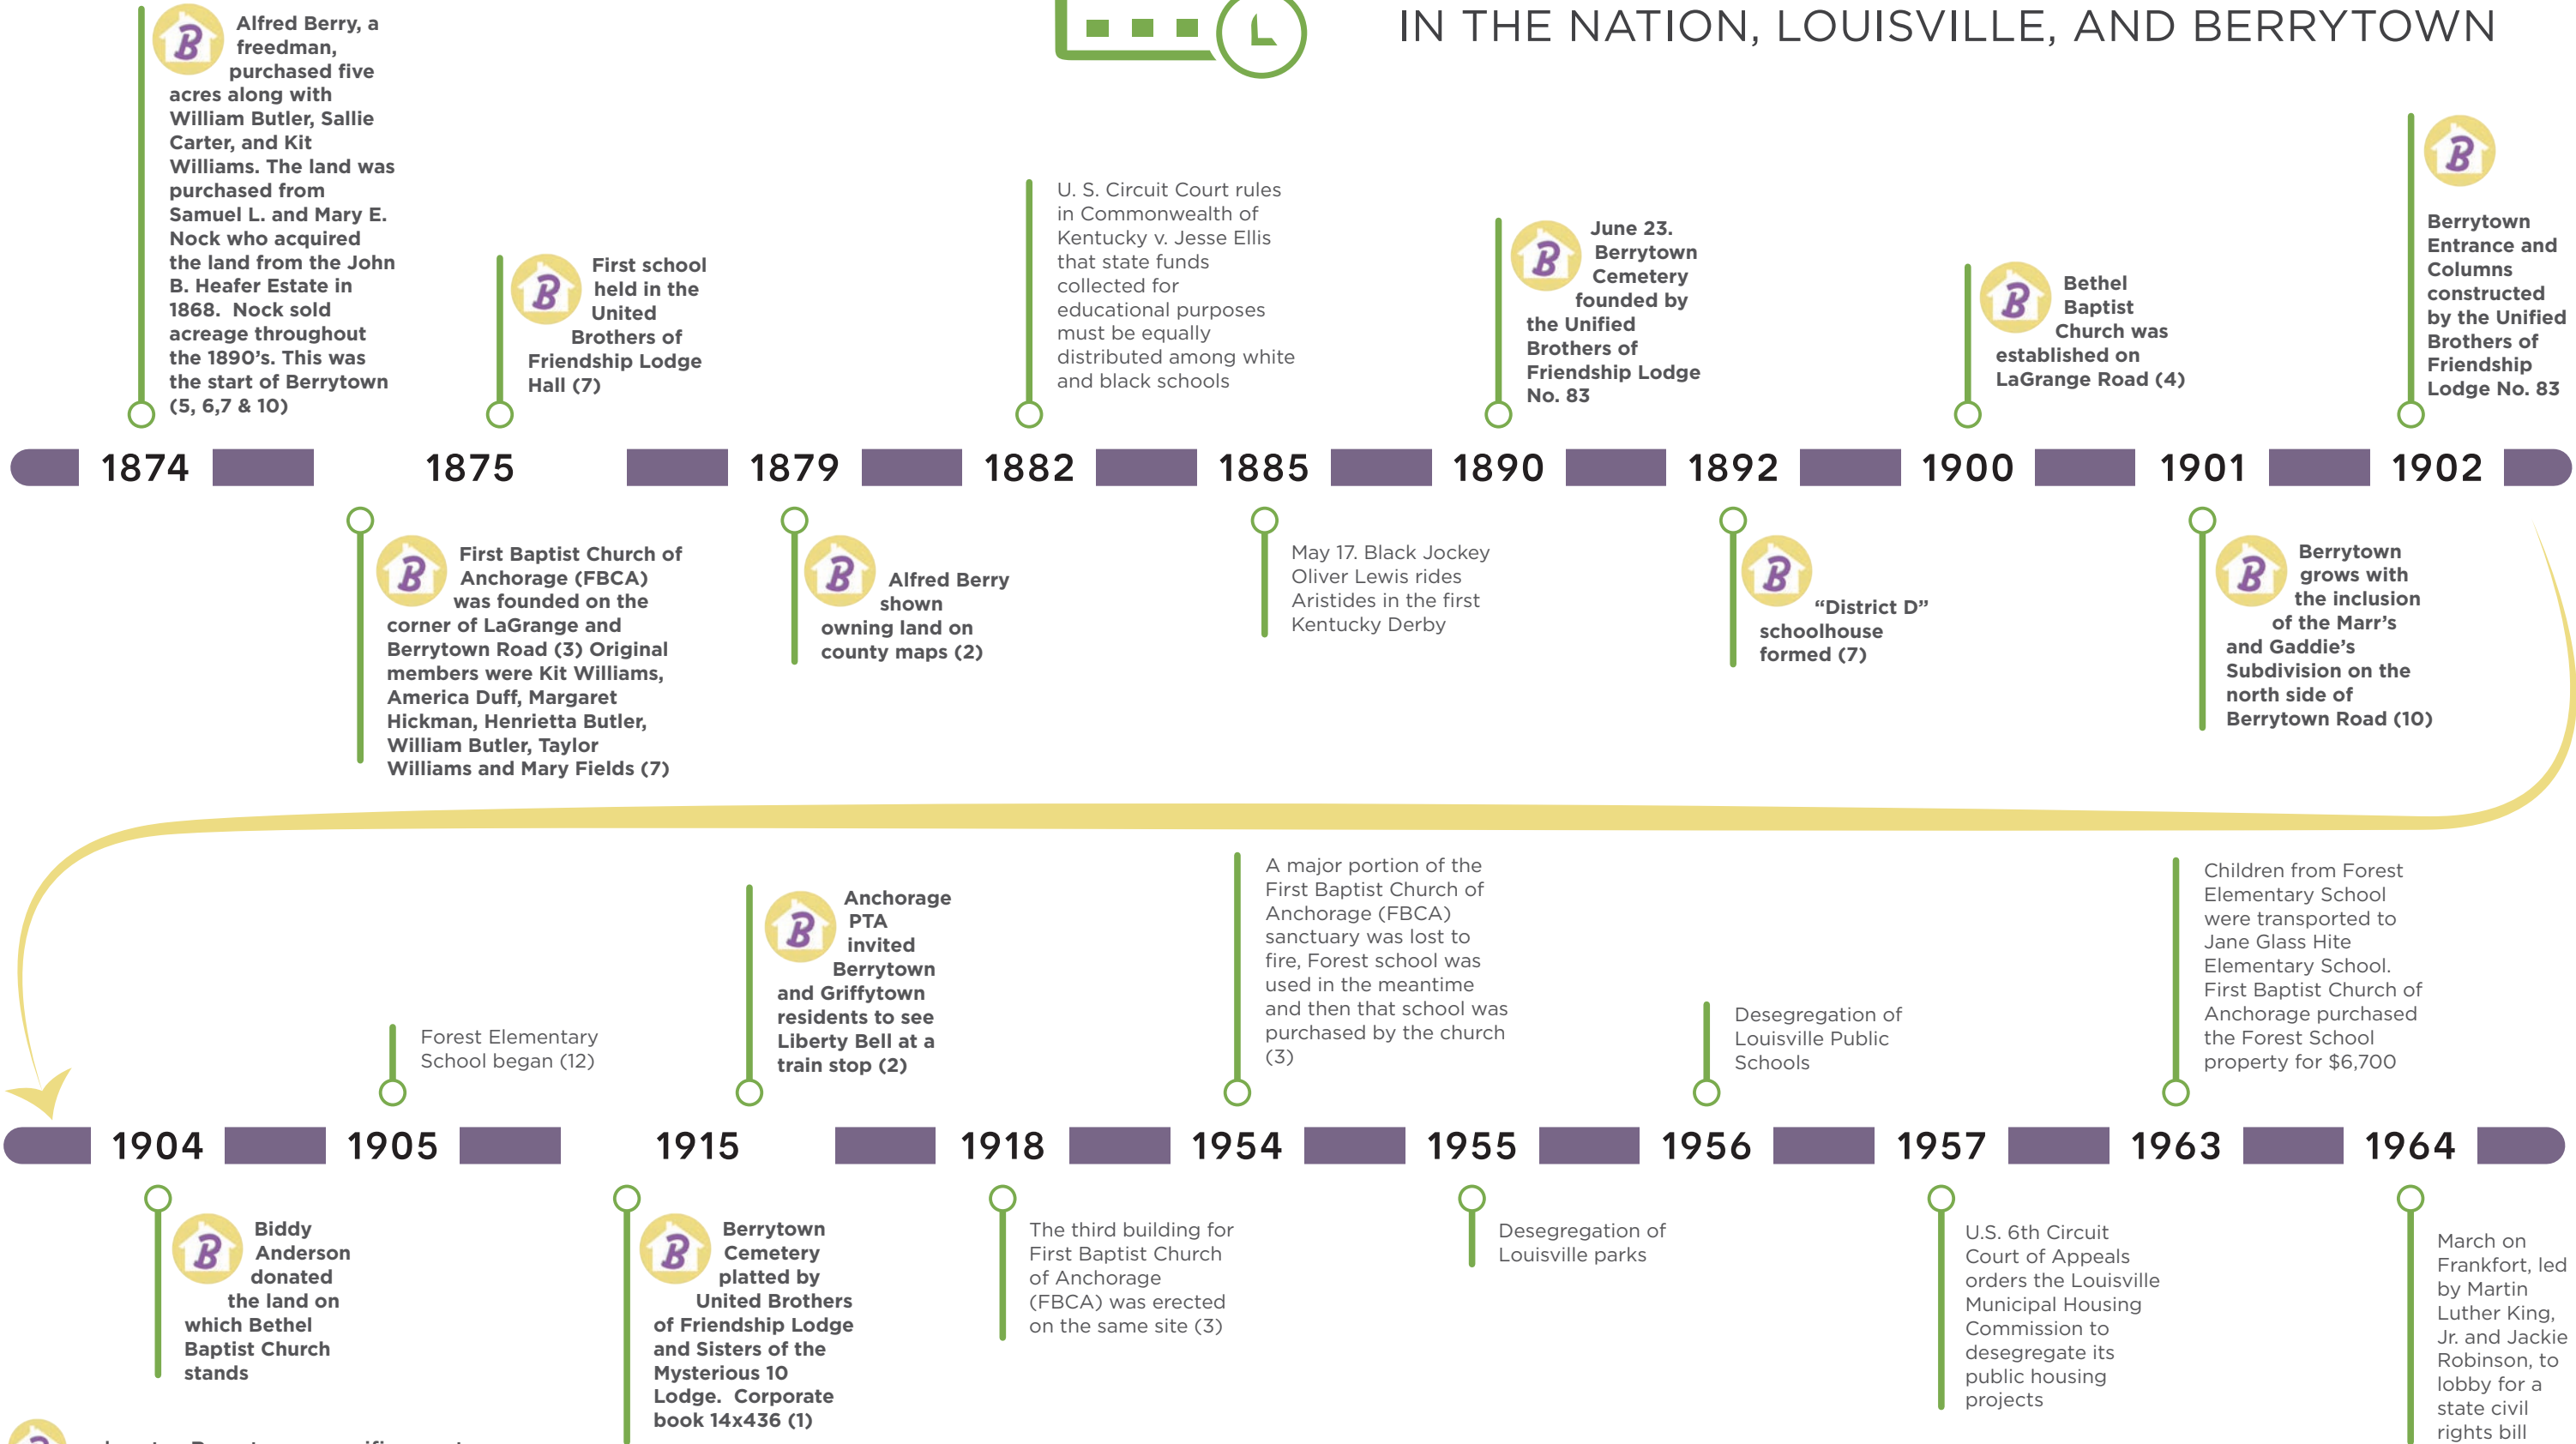 IN THE NATION, LOUISVILLE, AND BERRYTOWN
Alfred Berry, a
freedman,
purchased five
acres along with
William Butler, Sallie
Carter, and Kit
Williams. The land was
purchased from
Samuel L. and Mary E.
Nock who acquired
the land from the John
B. Heafer Estate in
1868. Nock sold
acreage throughout
the 1890's. This was
the start of Berrytown
(5, 6,7 & 10)
First school
held in the
United
Brothers of
Friendship Lodge
Hall (7)
U. S. Circuit Court rules
in Commonwealth of
Kentucky v. Jesse Ellis
that state funds
collected for
educational purposes
must be equally
distributed among white
and black schools
June 23.
Berrytown
Cemetery
founded by
the Unified
Brothers of
Friendship Lodge
No. 83
Bethel
Baptist
Church was
established on
LaGrange Road (4)
Berrytown
Entrance and
Columns
constructed
by the Unified
Brothers of
Friendship
Lodge No. 83
1874 1875 1879 1882 1885 1890 1892 1900 1901 1902
First Baptist Church of
Anchorage (FBCA)
was founded on the
corner of LaGrange and
Berrytown Road (3) Original
members were Kit Williams,
America Duff, Margaret
Hickman, Henrietta Butler,
William Butler, Taylor
Williams and Mary Fields (7)
Alfred Berry
shown
owning land on
county maps (2)
May 17. Black Jockey
Oliver Lewis rides
Aristides in the first
Kentucky Derby
“District D”
schoolhouse
formed (7)
Berrytown
grows with
the inclusion
of the Marr's
and Gaddie's
Subdivision on the
north side of
Berrytown Road (10)
Forest Elementary
School began (12)
Anchorage
PTA
invited
Berrytown
and Griffytown
residents to see
Liberty Bell at a
train stop (2)
A major portion of the
First Baptist Church of
Anchorage (FBCA)
sanctuary was lost to
fire, Forest school was
used in the meantime
and then that school was
purchased by the church
(3)
Desegregation of
Louisville Public
Schools
Children from Forest
Elementary School
were transported to
Jane Glass Hite
Elementary School.
First Baptist Church of
Anchorage purchased
the Forest School
property for $6,700
1904 1905 1915 1918 1954 1955 1956 1957 1963 1964
Biddy
Anderson
donated
the land on
which Bethel
Baptist Church
stands
Berrytown
Cemetery
platted by
United Brothers
of Friendship Lodge
and Sisters of the
Mysterious 10
Lodge. Corporate
book 14x436 (1)
The third building for
First Baptist Church
of Anchorage
(FBCA) was erected
on the same site (3)
Desegregation of
Louisville parks
U.S. 6th Circuit
Court of Appeals
orders the Louisville
Municipal Housing
Commission to
desegregate its
public housing
projects
March on
Frankfort, led
by Martin
Luther King,
Jr. and Jackie
Robinson, to
lobby for a
state civil
rights bill